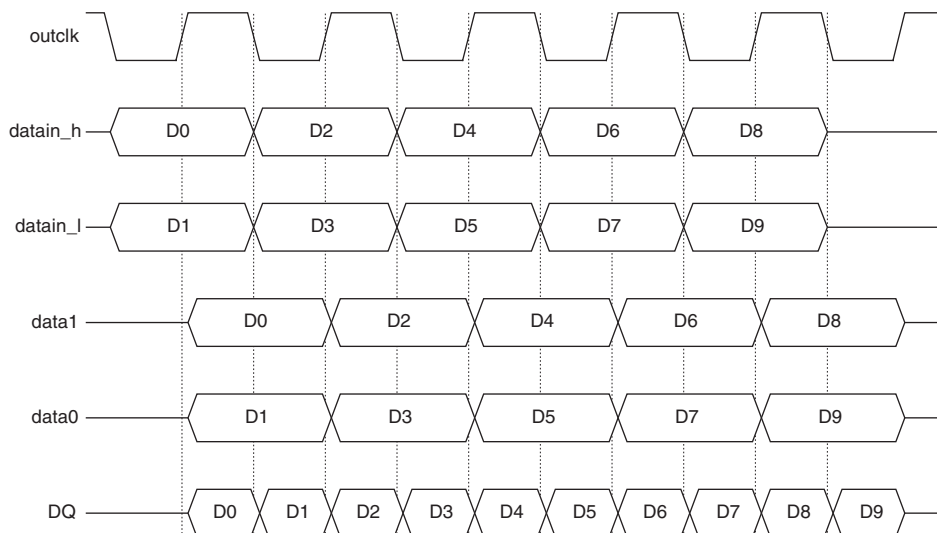 outclk
datain_h D0 D2 D4 D6 D8
datain_l D1 D3 D5 D7 D9
data1 D0 D2 D4 D6 D8
data0 D1 D3 D5 D7 D9
DQ D0 D1 D2 D3 D4 D5 D6 D7 D8 D9